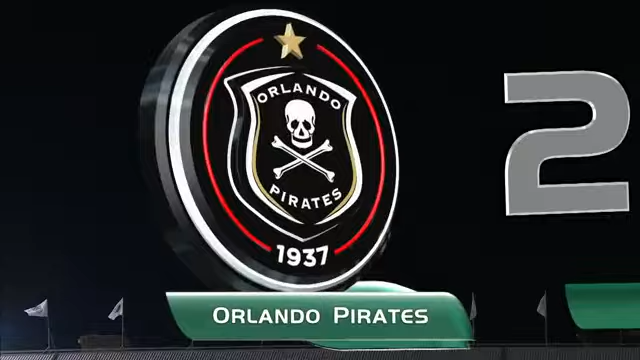 ORLANDO
PIRATES
1937
2
ORLANDO PIRATES